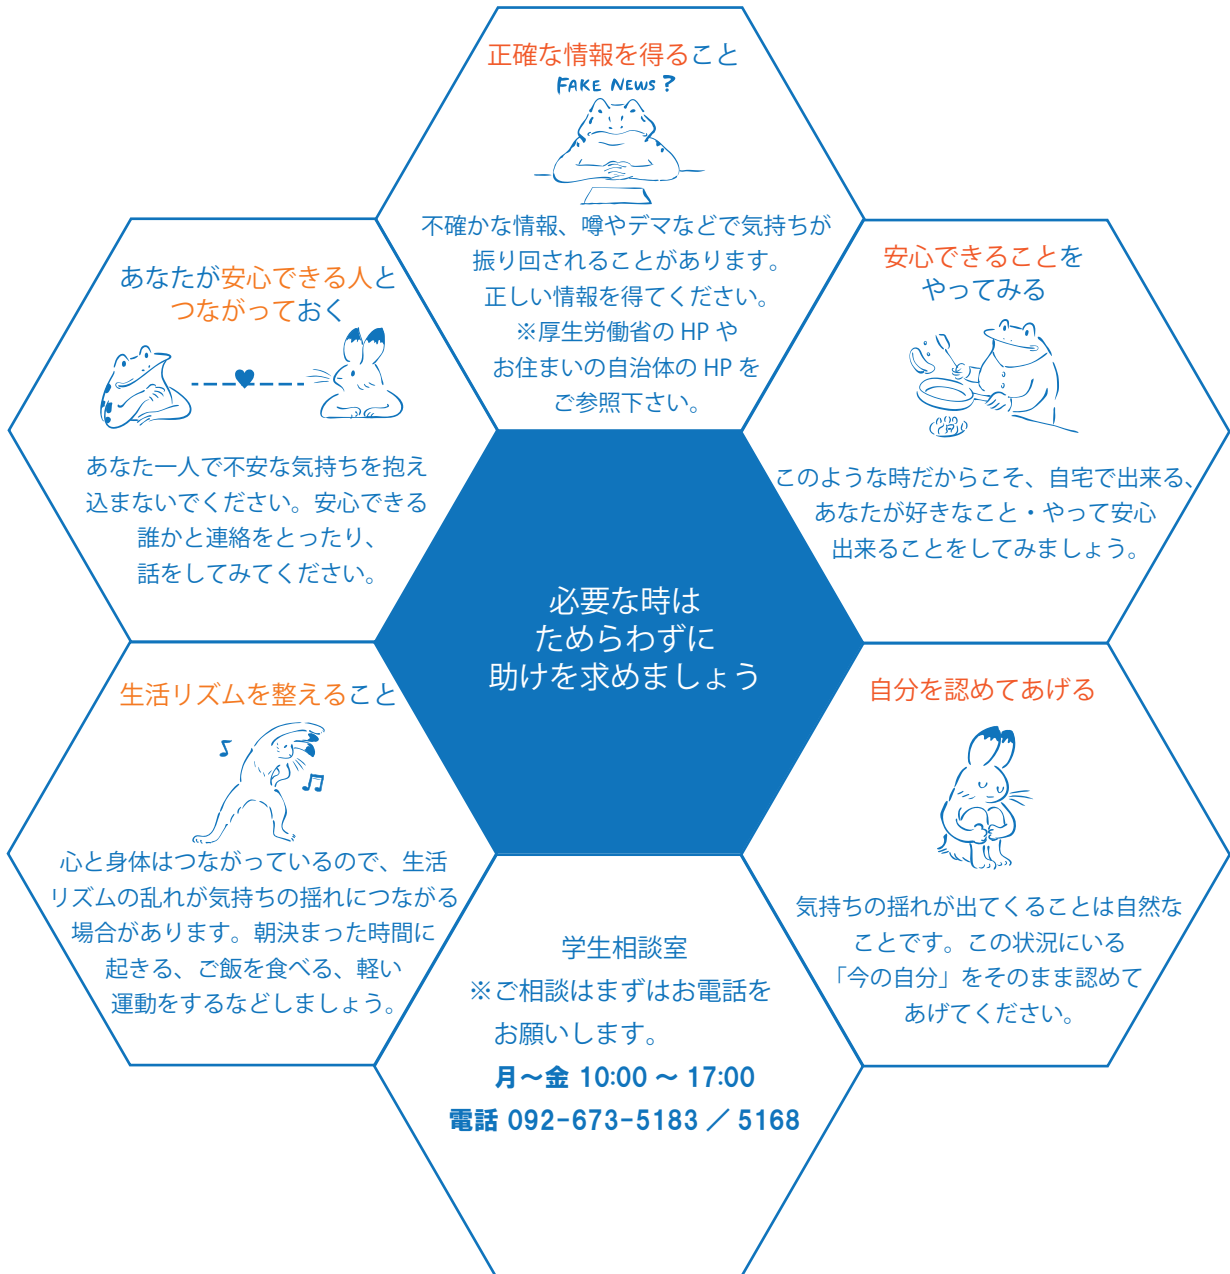 正確な情報を得ること
FAKE NEWS ?
不確かな情報、噂やデマなどで気持ちが
振り回されることがあります。
正しい情報を得てください。
※厚生労働省の HP や
お住まいの自治体の HP を
ご参照下さい。
あなたが安心できる人と
つながっておく
あなた一人で不安な気持ちを抱え
込まないでください。安心できる
誰かと連絡をとったり、
話をしてみてください。
安心できることを
やってみる
このような時だからこそ、自宅で出来る、
あなたが好きなこと・やって安心
出来ることをしてみましょう。
必要な時は
ためらわずに
助けを求めましょう
生活リズムを整えること
心と身体はつながっているので、生活
リズムの乱れが気持ちの揺れにつながる
場合があります。朝決まった時間に
起きる、ご飯を食べる、軽い
運動をするなどしましょう。
自分を認めてあげる
気持ちの揺れが出てくることは自然な
ことです。この状況にいる
「今の自分」をそのまま認めて
あげてください。
学生相談室
※ご相談はまずはお電話を
お願いします。
月～金 10:00 ～ 17:00
電話 092-673-5183 ／ 5168